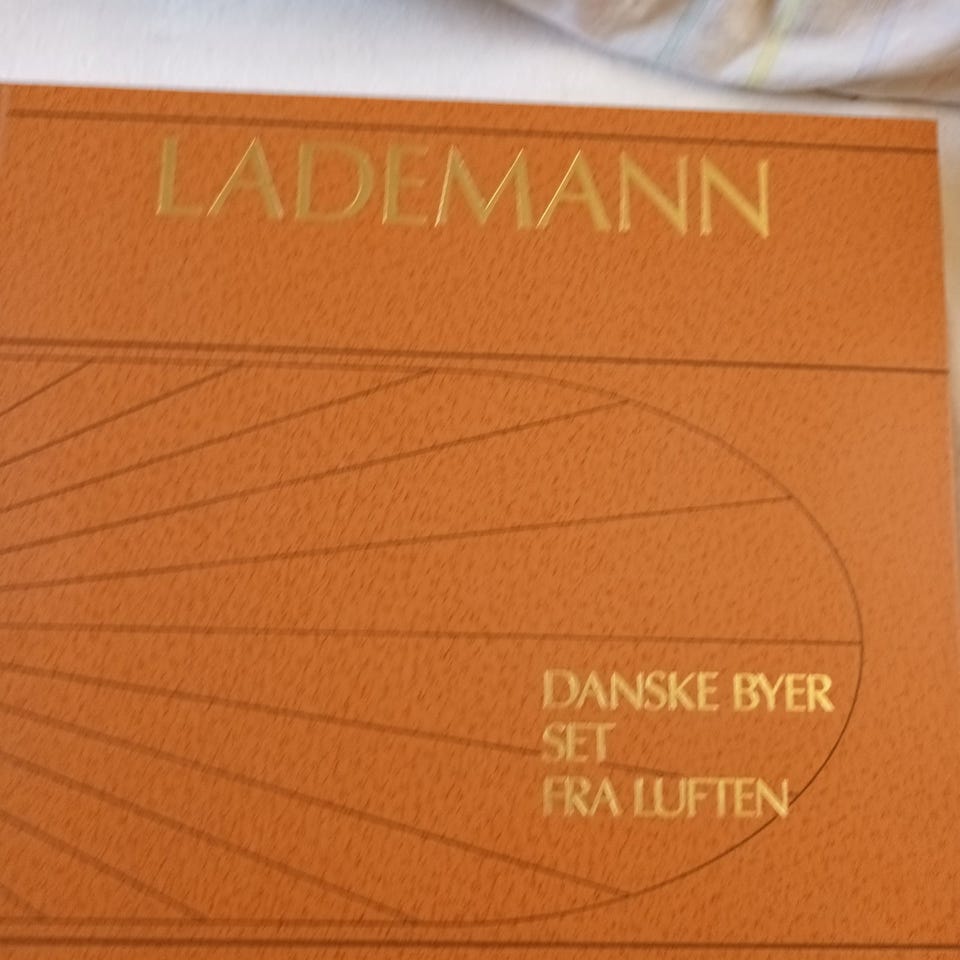 LADEMANN
DANSKE BYER
SET
FRA LUFTEN